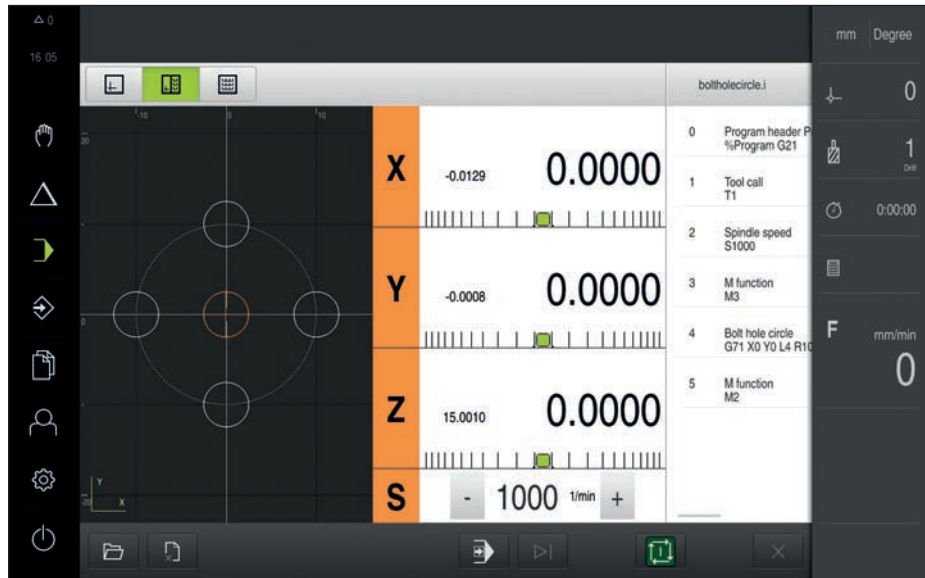 △ 0
16 05
mm Degree
boltholecircle.i
0
-10 0 10
20
0
-20
Y
X
X -0.0129 0.0000
Y -0.0008 0.0000
Z 15.0010 0.0000
S - 1000 1/min +
0 Program header P
%Program G21
1 Tool call
T1
2 Spindle speed
S1000
3 M function
M3
4 Bolt hole circle
G71 X0 Y0 L4 R10
5 M function
M2
1
Drill
0:00:00
F mm/min
0